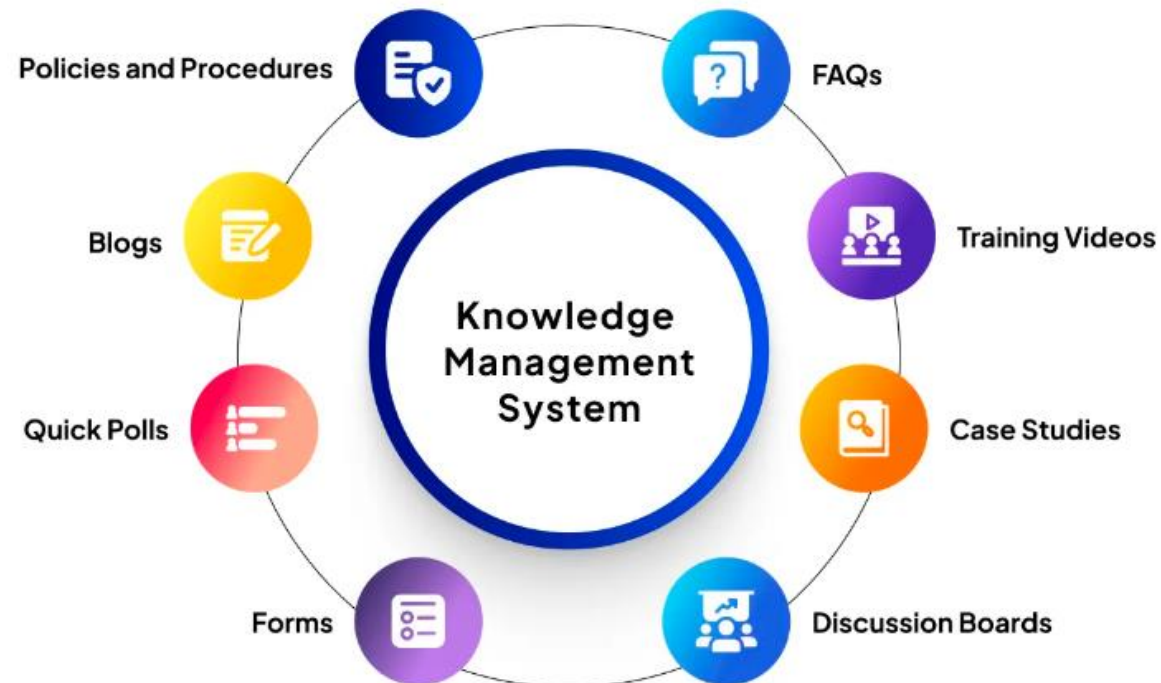 Policies and Procedures
FAQs
Blogs
Training Videos
Knowledge
Management
System
Quick Polls
Case Studies
Forms
Discussion Boards
?